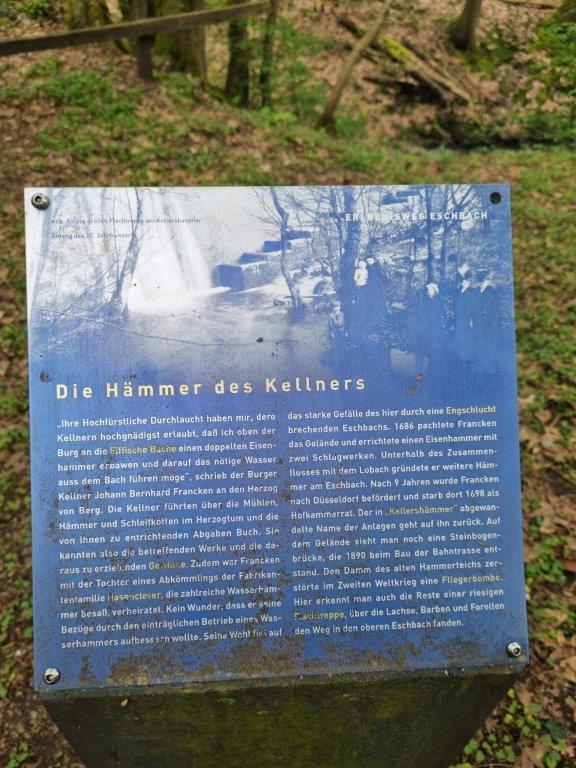 Abb: An der großen Fischtreppe am Kellershammer
Anfang des 20. Jahrhunderts
ERLEBNISWEG ESCHBACH
Die Hämmer des Kellners
„Ihre Hochfürstliche Durchlaucht haben mir, dero
Kellnern hochgnädigst erlaubt, daß ich oben der
Burg an die Eiffische Bache einen doppelten Eisen-
hammer erbawen und darauf das nötige Wasser
auss dem Bach führen möge“, schrieb der Burger
Kellner Johann Bernhard Francken an den Herzog
von Berg. Die Kellner führten über die Mühlen,
Hämmer und Schleifkotten im Herzogtum und die
von ihnen zu entrichtenden Abgaben Buch. Sie
kannten also die betreffenden Werke und die da-
raus zu erzielenden Gewinne. Zudem war Francken
mit der Tochter eines Abkömmlings der Fabrikan-
tenfamilie Hasenclever, die zahlreiche Wasserhäm-
mer besaß, verheiratet. Kein Wunder, dass er seine
Bezüge durch den einträglichen Betrieb eines Was-
serhammers aufbessern wollte. Seine Wahl fiel auf
das starke Gefälle des hier durch eine Engschlucht
brechenden Eschbachs. 1686 pachtete Francken
das Gelände und errichtete einen Eisenhammer mit
zwei Schlagwerken. Unterhalb des Zusammen-
flusses mit dem Lobach gründete er weitere Häm-
mer am Eschbach. Nach 9 Jahren wurde Francken
nach Düsseldorf befördert und starb dort 1698 als
Hofkammerrat. Der in „Kellershämmer“ abgewan-
delte Name der Anlagen geht auf ihn zurück. Auf
dem Gelände sieht man noch eine Steinbogen-
brücke, die 1890 beim Bau der Bahntrasse ent-
stand. Den Damm des alten Hammerteichs zer-
störte im Zweiten Weltkrieg eine Fliegerbombe.
Hier erkennt man auch die Reste einer riesigen
Fischtreppe, über die Lachse, Barben und Forellen
den Weg in den oberen Eschbach fanden.